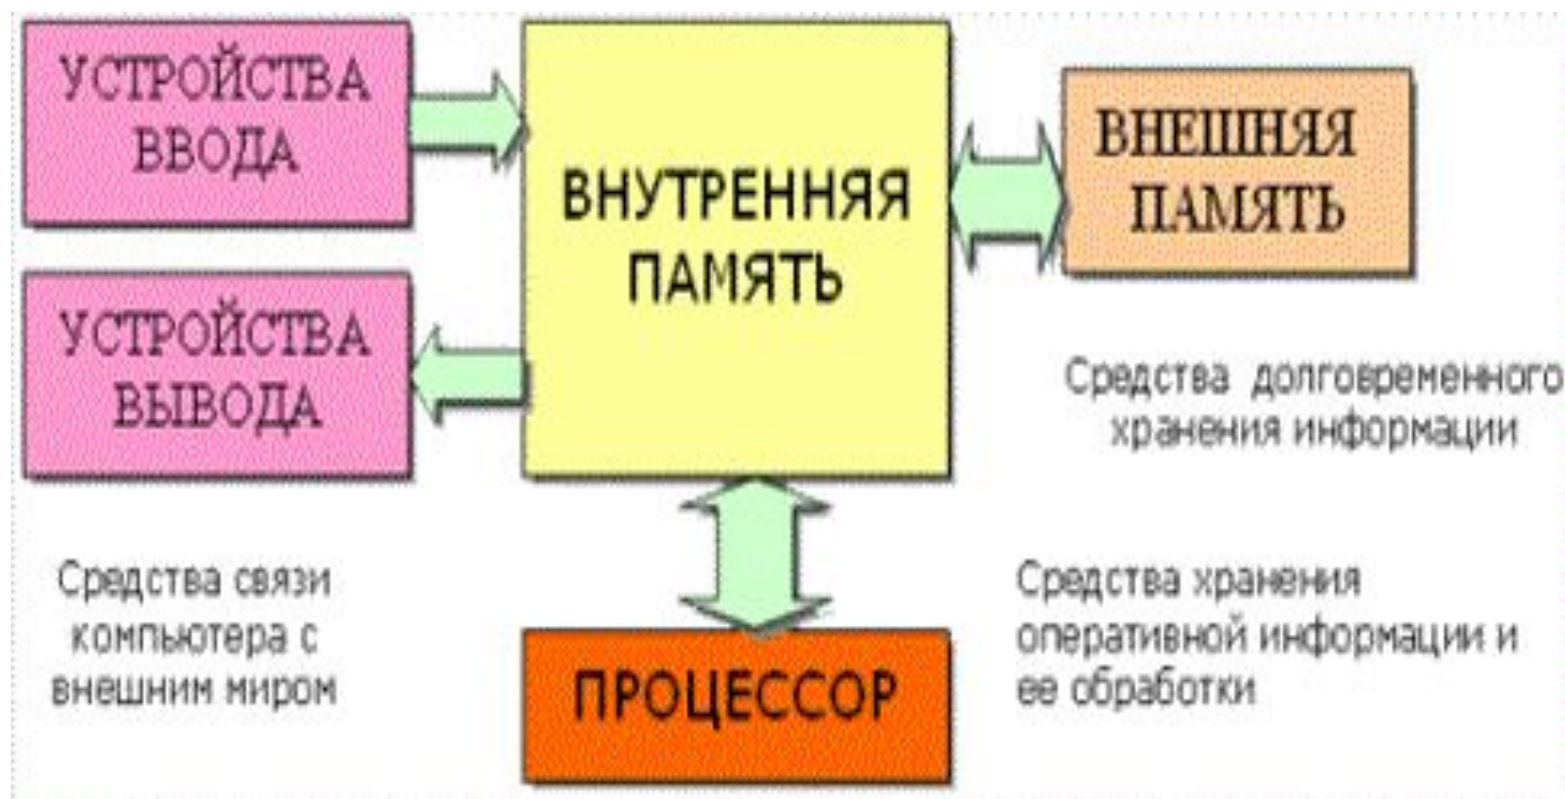 УСТРОЙСТВА
ВВОДА
УСТРОЙСТВА
ВЫВОДА
ВНУТРЕННЯЯ
ПАМЯТЬ
ВНЕШНЯЯ
ПАМЯТЬ
Средства долговременного
хранения информации
Средства связи
компьютера с
внешним миром
ПРОЦЕССОР
Средства хранения
оперативной информации и
ее обработки